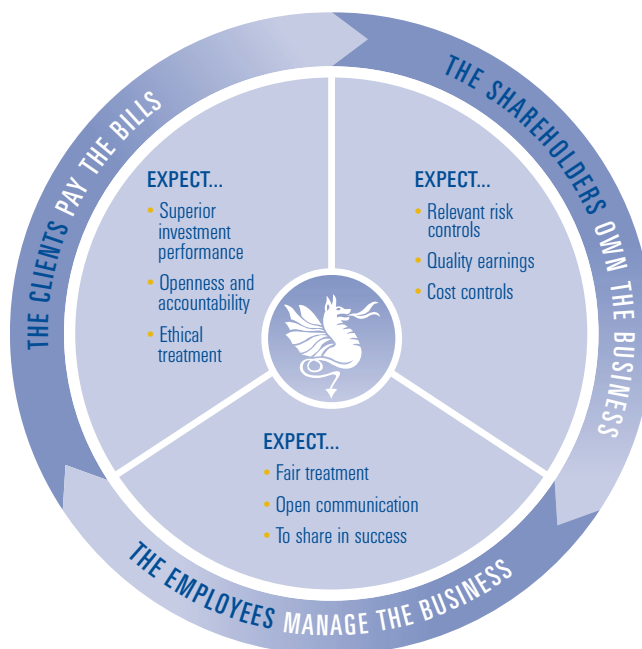 THE CLIENTS PAY THE BILLS
EXPECT...
• Superior
investment
performance
• Openness and
accountability
• Ethical
treatment
THE SHAREHOLDERS OWN THE BUSINESS
EXPECT...
• Relevant risk
controls
• Quality earnings
• Cost controls
EXPECT...
• Fair treatment
• Open communication
• To share in success
THE EMPLOYEES MANAGE THE BUSINESS